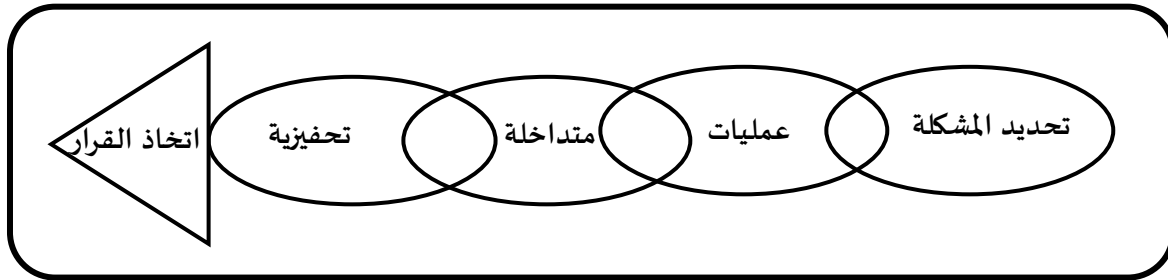 تحديد المشكلة
عمليات
متداخلة
تحفيزية
اتخاذ القرار